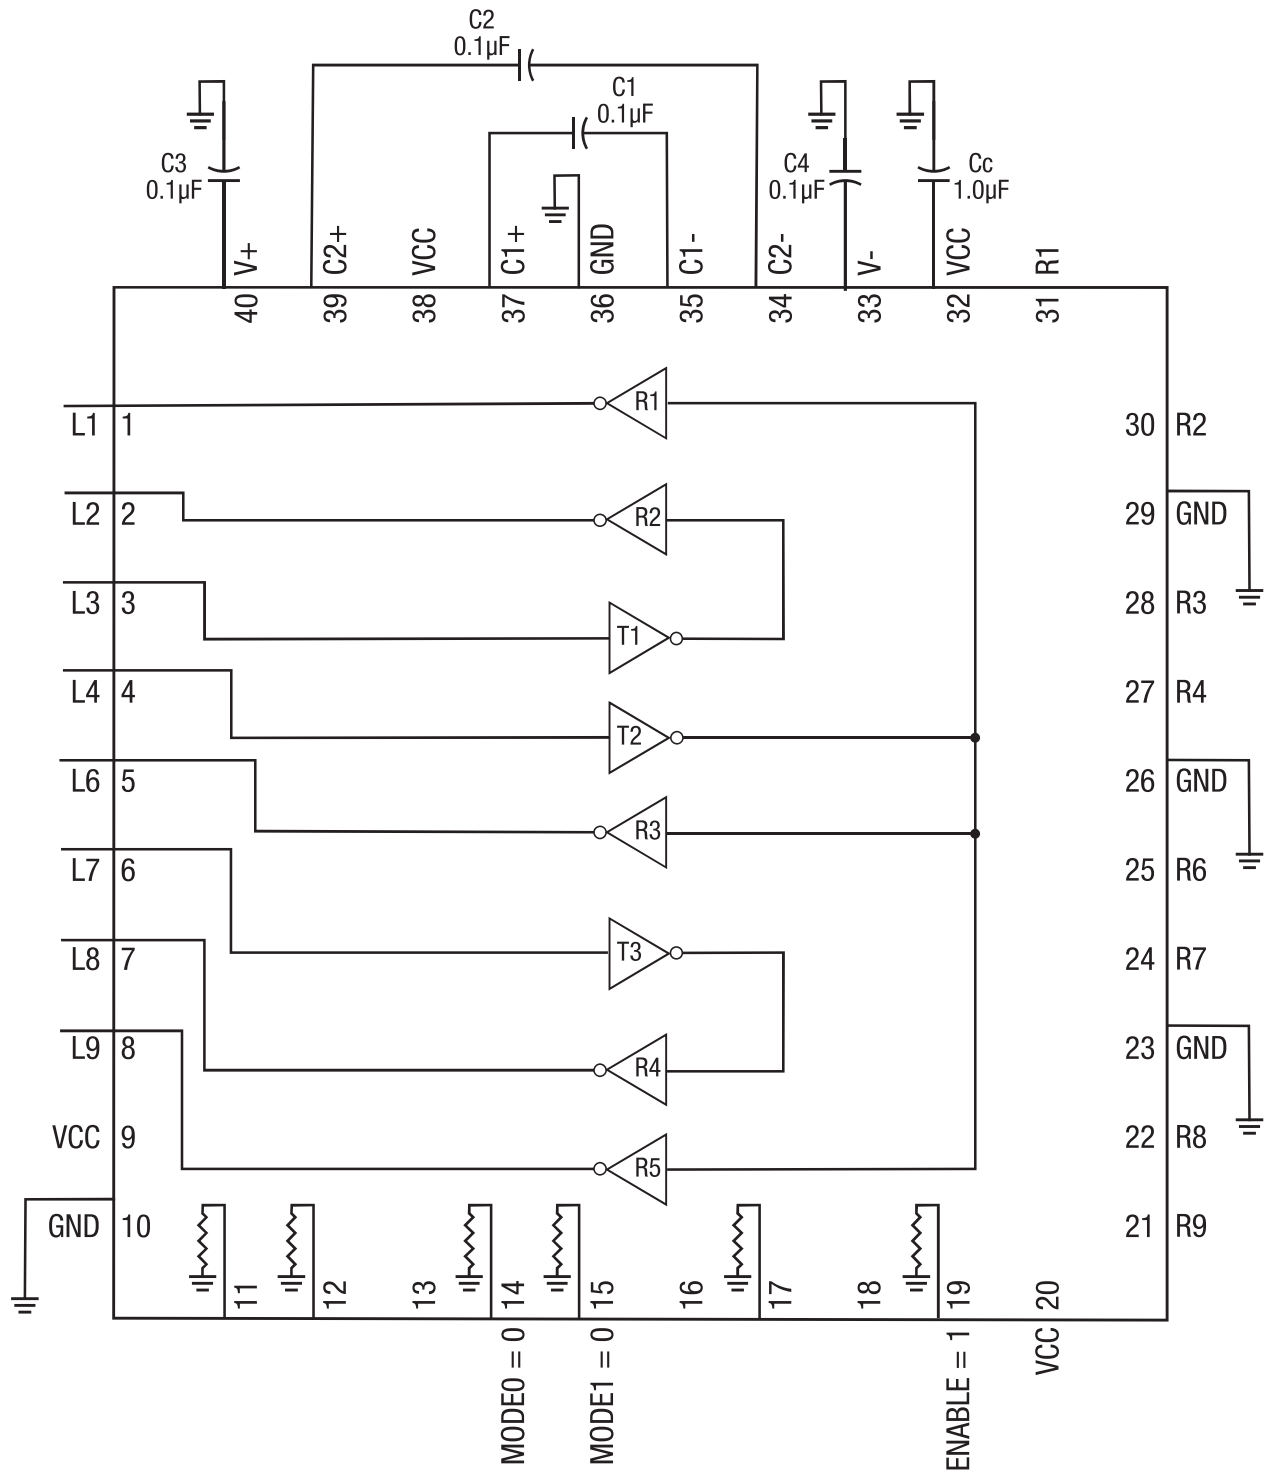 C2
0.1µF
C1
0.1µF
C3
0.1µF
C4
0.1µF
Cc
1.0µF
V+
C2+
VCC
C1+
GND
C1-
C2-
V-
VCC
R1
40
39
38
37
36
35
34
33
32
31
R1
L1 1
30 R2
R2
L2 2
29 GND
L3 3
28 R3
T1
L4 4
27 R4
T2
L6 5
26 GND
R3
L7 6
25 R6
T3
L8 7
24 R7
L9 8
23 GND
R4
VCC 9
22 R8
R5
GND 10
21 R9
11
12
13
14
15
16
17
18
19
20
MODE0 = 0
MODE1 = 0
ENABLE = 1
VCC